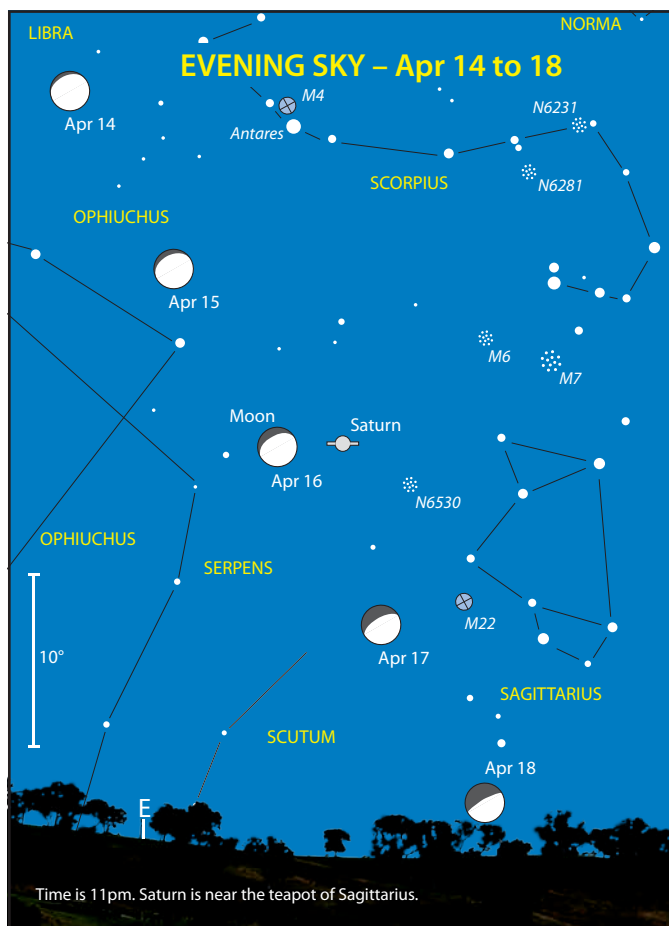 LIBRA
NORMA
EVENING SKY – Apr 14 to 18
M4
N6231
Apr 14
Antares
SCORPIUS
N6281
OPHIUCHUS
Apr 15
M6
M7
Moon
Saturn
Apr 16
N6530
OPHIUCHUS
SERPENS
M22
10°
Apr 17
SAGITTARIUS
SCUTUM
Apr 18
E
Time is 11pm. Saturn is near the teapot of Sagittarius.